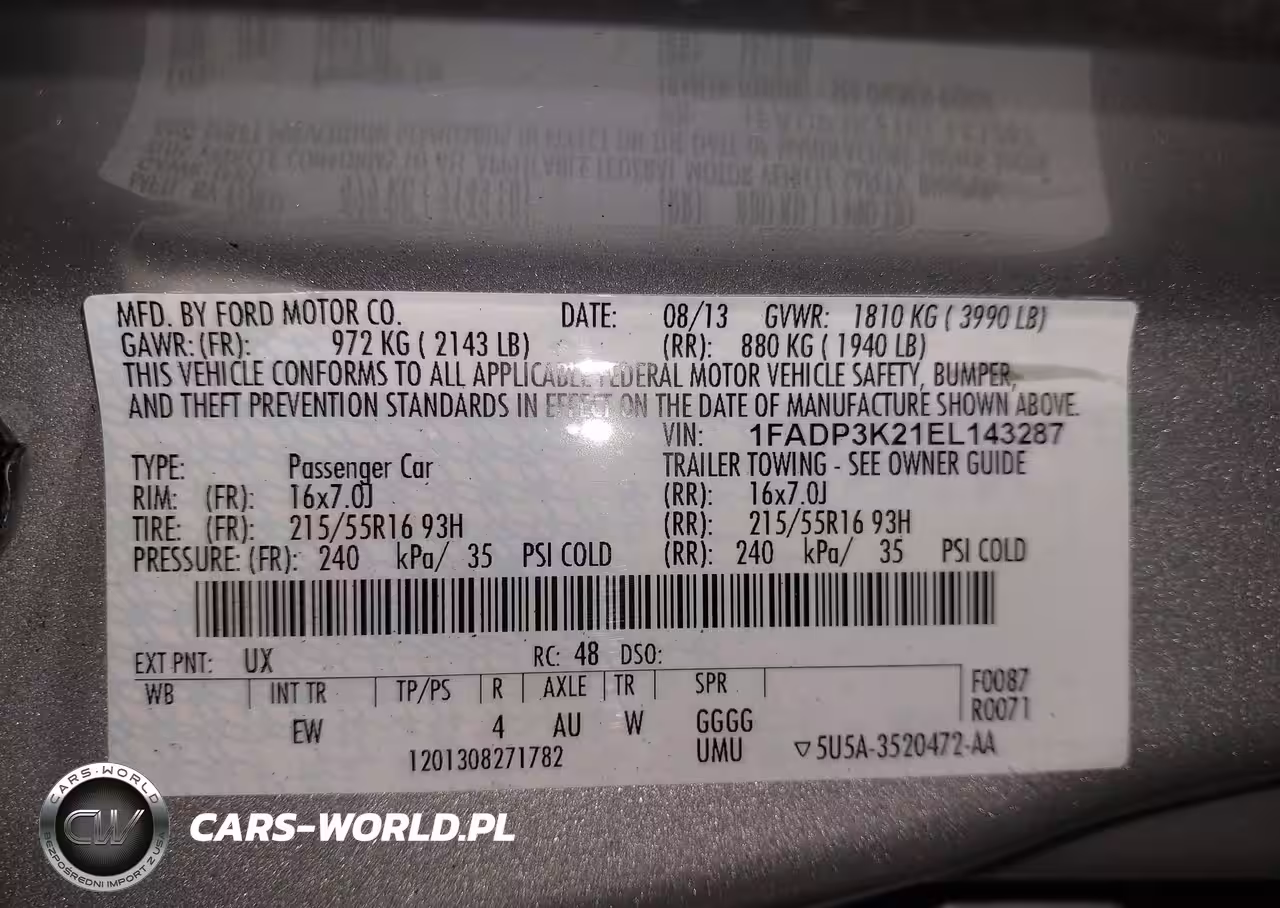 MFD. BY FORD MOTOR CO. DATE: 08/13 GVWR: 1810 KG ( 3990 LB)
GAWR: (FR): 972 KG ( 2143 LB) (RR): 880 KG ( 1940 LB)
THIS VEHICLE CONFORMS TO ALL APPLICABLE FEDERAL MOTOR VEHICLE SAFETY, BUMPER,
AND THEFT PREVENTION STANDARDS IN EFFECT ON THE DATE OF MANUFACTURE SHOWN ABOVE.
VIN: 1FADP3K21EL143287
TYPE: Passenger Car TRAILER TOWING - SEE OWNER GUIDE
RIM: (FR): 16x7.0J (RR): 16x7.0J
TIRE: (FR): 215/55R16 93H (RR): 215/55R16 93H
PRESSURE: (FR): 240 kPa/ 35 PSI COLD (RR): 240 kPa/ 35 PSI COLD
EXT PNT: UX RC: 48 DSO:
WB INT TR TP/PS R AXLE TR SPR F0087
R0071
EW 4 AU W GGGG
1201308271782 UMU ▽5U5A-3520472-AA
CARS-WORLD
CW
BEZPOŚREDNI IMPORT Z USA
CARS-WORLD.PL